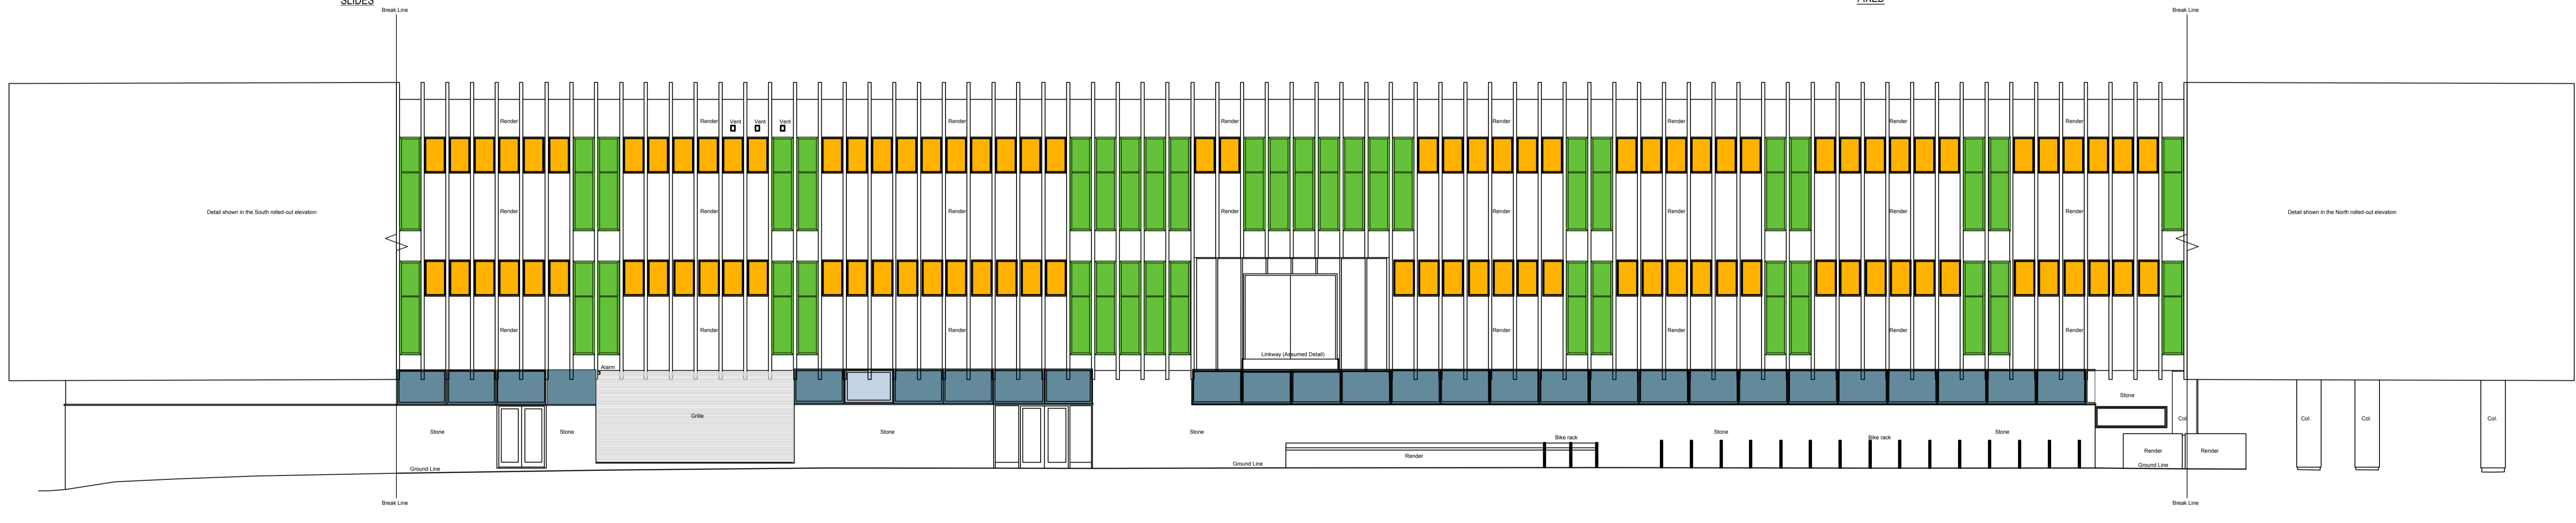 SLIDES
FIXED
Break Line
Break Line
Render
Render
Vent
Vent
Vent
Render
Render
Render
Render
Render
Render
Detail shown in the South rolled-out elevation
Render
Render
Render
Render
Render
Render
Render
Render
Detail shown in the North rolled-out elevation
Render
Render
Render
Render
Render
Render
Render
Linkway (Assumed Detail)
Alarm
Stone
Grille
Col.
Col.
Col.
Col.
Stone
Stone
Stone
Stone
Stone
Stone
Bike rack
Bike rack
Render
Render
Render
Ground Line
Ground Line
Ground Line
Break Line
Break Line